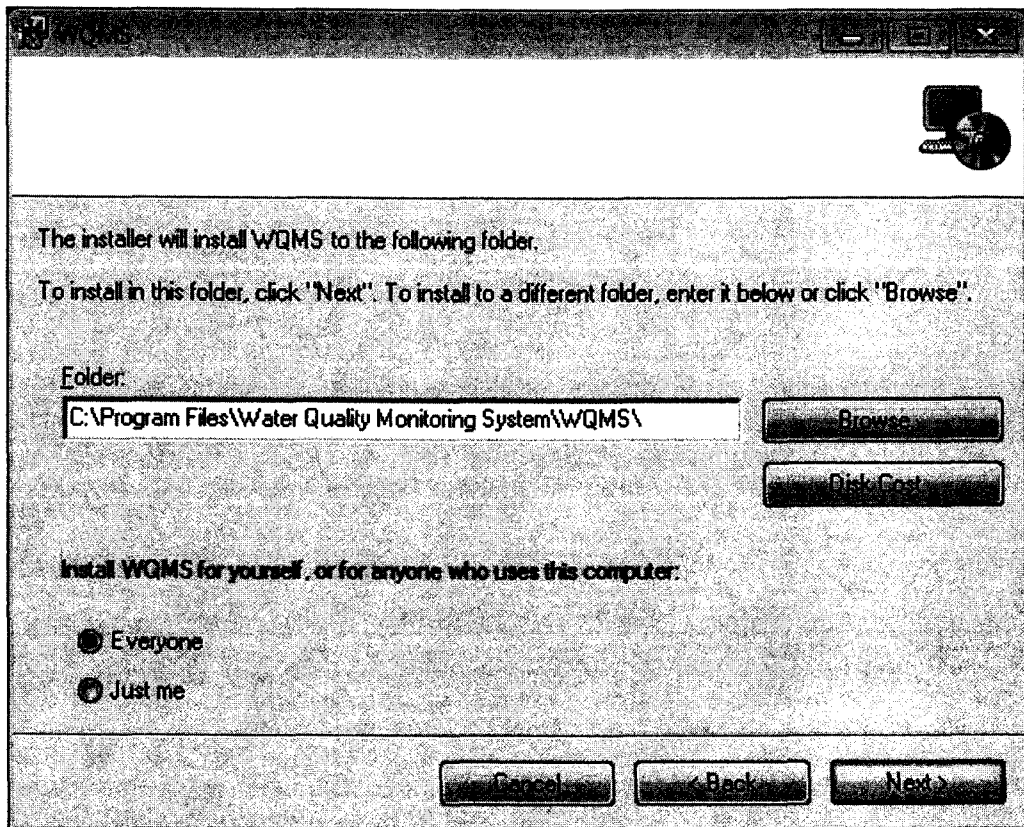 WQMS
The installer will install WQMS to the following folder.
To install in this folder, click "Next". To install to a different folder, enter it below or click "Browse".
Folder:
C:\Program Files\Water Quality Monitoring System\WQMS\
Browse...
Disk Cost...
Install WQMS for yourself, or for anyone who uses this computer:
Everyone
Just me
Cancel
< Back
Next >